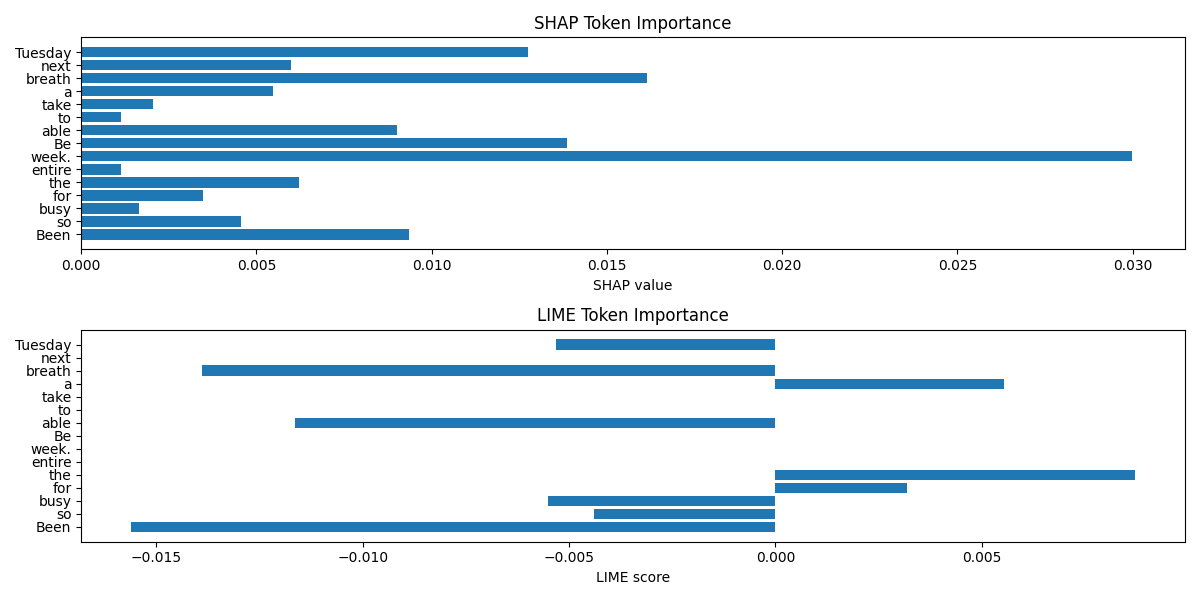 SHAP Token Importance
Tuesday
next
breath
a
take
to
able
Be
week.
entire
the
for
busy
so
Been
0.000 0.005 0.010 0.015 0.020 0.025 0.030
SHAP value
LIME Token Importance
Tuesday
next
breath
a
take
to
able
Be
week.
entire
the
for
busy
so
Been
−0.015 −0.010 −0.005 0.000 0.005
LIME score